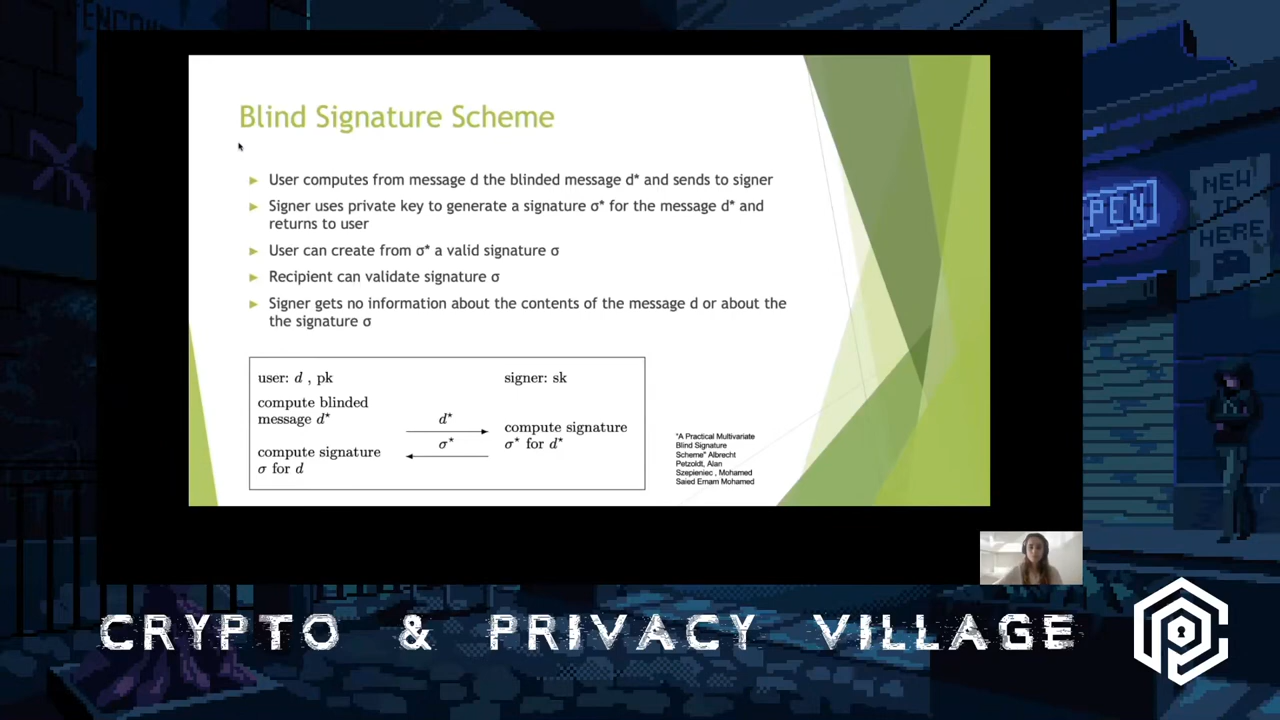 Blind Signature Scheme
User computes from message d the blinded message d* and sends to signer
Signer uses private key to generate a signature σ* for the message d* and
returns to user
User can create from σ* a valid signature σ
Recipient can validate signature σ
Signer gets no information about the contents of the message d or about the
the signature σ
user: d , pk
signer: sk
compute blinded
message d*
d*
compute signature
σ* for d*
σ*
compute signature
σ for d
"A Practical Multivariate
Blind Signature
Scheme" Albrecht
Petzoldt, Alan
Szepieniec , Mohamed
Saied Emam Mohamed
PEN
NEW
TO
HERE
CRYPTO & PRIVACY VILLAGE